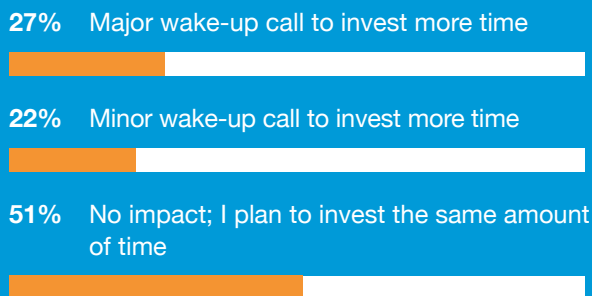 27% Major wake-up call to invest more time
22% Minor wake-up call to invest more time
51% No impact; I plan to invest the same amount
of time